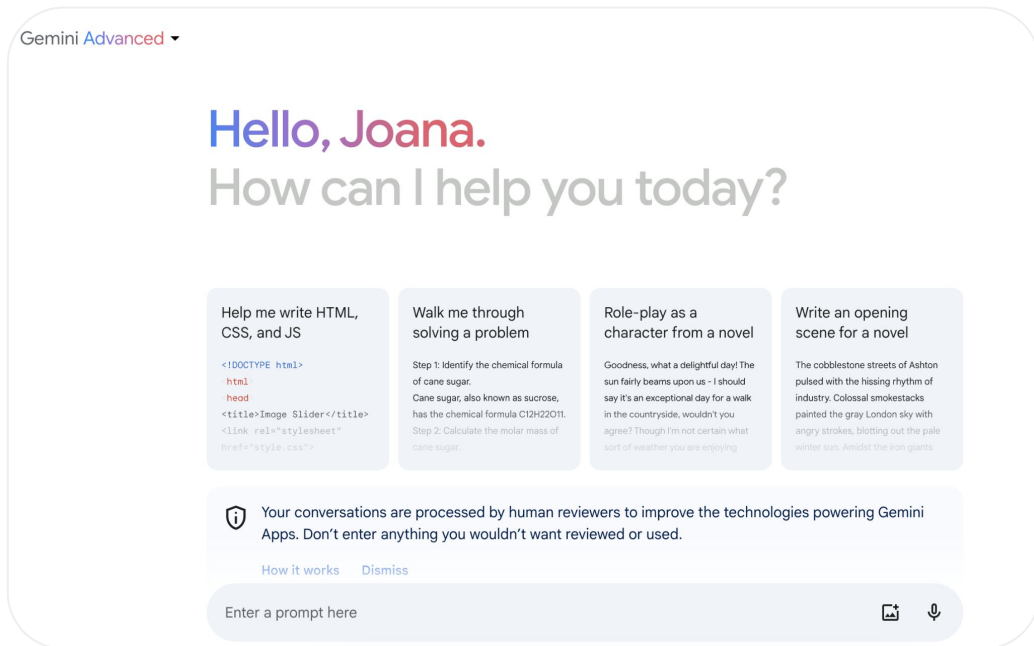 Gemini Advanced
Hello, Joana.
How can I help you today?
Help me write HTML,
CSS, and JS
<!DOCTYPE html>
html
head
<title>Image Slider</title>
<link rel="stylesheet"
href="style.css">
Walk me through
solving a problem
Step 1: Identify the chemical formula
of cane sugar.
Cane sugar, also known as sucrose,
has the chemical formula C12H22O11.
Step 2: Calculate the molar mass of
cane sugar.
Role-play as a
character from a novel
Goodness, what a delightful day! The
sun fairly beams upon us - I should
say it's an exceptional day for a walk
in the countryside, wouldn't you
agree? Though I'm not certain what
sort of weather you are enjoying
Write an opening
scene for a novel
The cobblestone streets of Ashton
pulsed with the hissing rhythm of
industry. Colossal smokestacks
painted the gray London sky with
angry strokes, blotting out the pale
winter sun. Amidst the iron giants
Your conversations are processed by human reviewers to improve the technologies powering Gemini
Apps. Don't enter anything you wouldn't want reviewed or used.
How it works Dismiss
Enter a prompt here